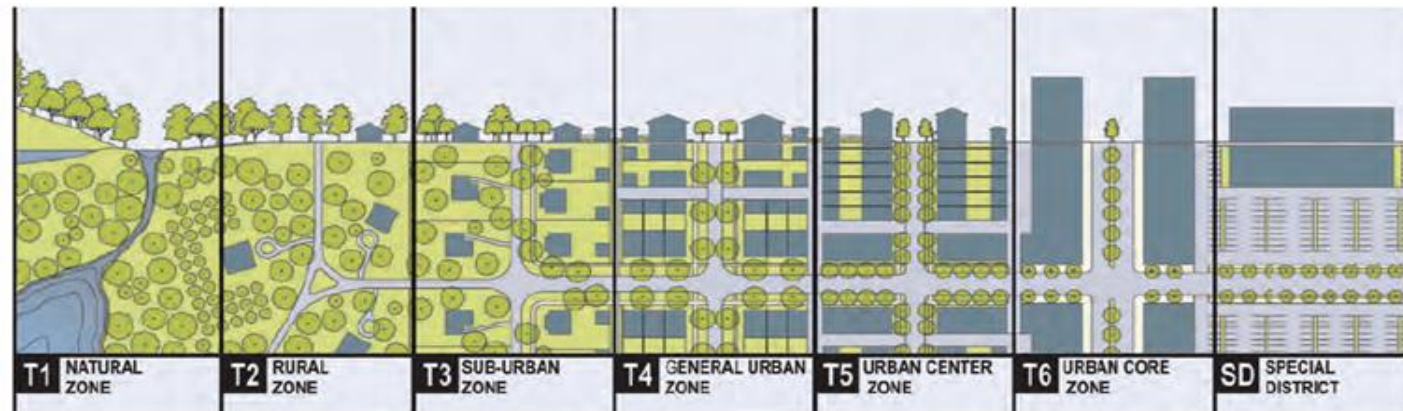 T1 NATURAL
ZONE
T2 RURAL
ZONE
T3 SUB-URBAN
ZONE
T4 GENERAL URBAN
ZONE
T5 URBAN CENTER
ZONE
T6 URBAN CORE
ZONE
SD SPECIAL
DISTRICT